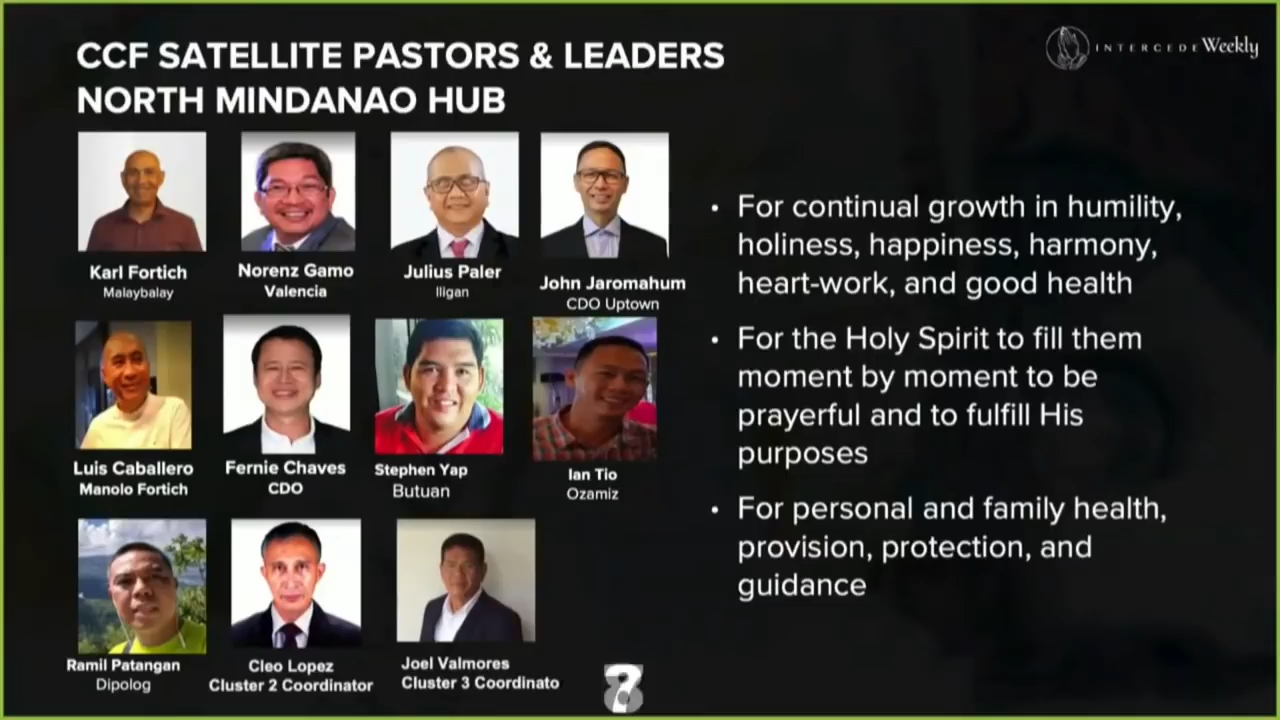 CCF SATELLITE PASTORS & LEADERS
NORTH MINDANAO HUB
INTERCEDE Weekly
Karl Fortich
Malaybalay
Norenz Gamo
Valencia
Julius Paler
Iligan
John Jaromahum
CDO Uptown
Luis Caballero
Manolo Fortich
Fernie Chaves
CDO
Stephen Yap
Butuan
Ian Tio
Ozamiz
Ramil Patangan
Dipolog
Cleo Lopez
Cluster 2 Coordinator
Joel Valmores
Cluster 3 Coordinato
• For continual growth in humility,
holiness, happiness, harmony,
heart-work, and good health
• For the Holy Spirit to fill them
moment by moment to be
prayerful and to fulfill His
purposes
• For personal and family health,
provision, protection, and
guidance